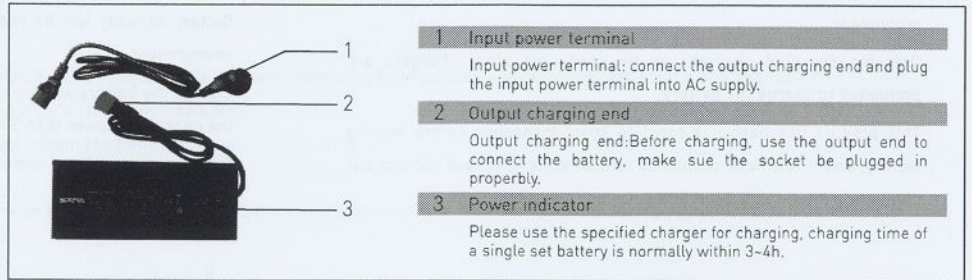 1
2
3
1 Input power terminal
Input power terminal: connect the output charging end and plug
the input power terminal into AC supply.
2 Output charging end
Output charging end:Before charging, use the output end to
connect the battery, make sue the socket be plugged in
properbly.
3 Power indicator
Please use the specified charger for charging, charging time of
a single set battery is normally within 3~4h.